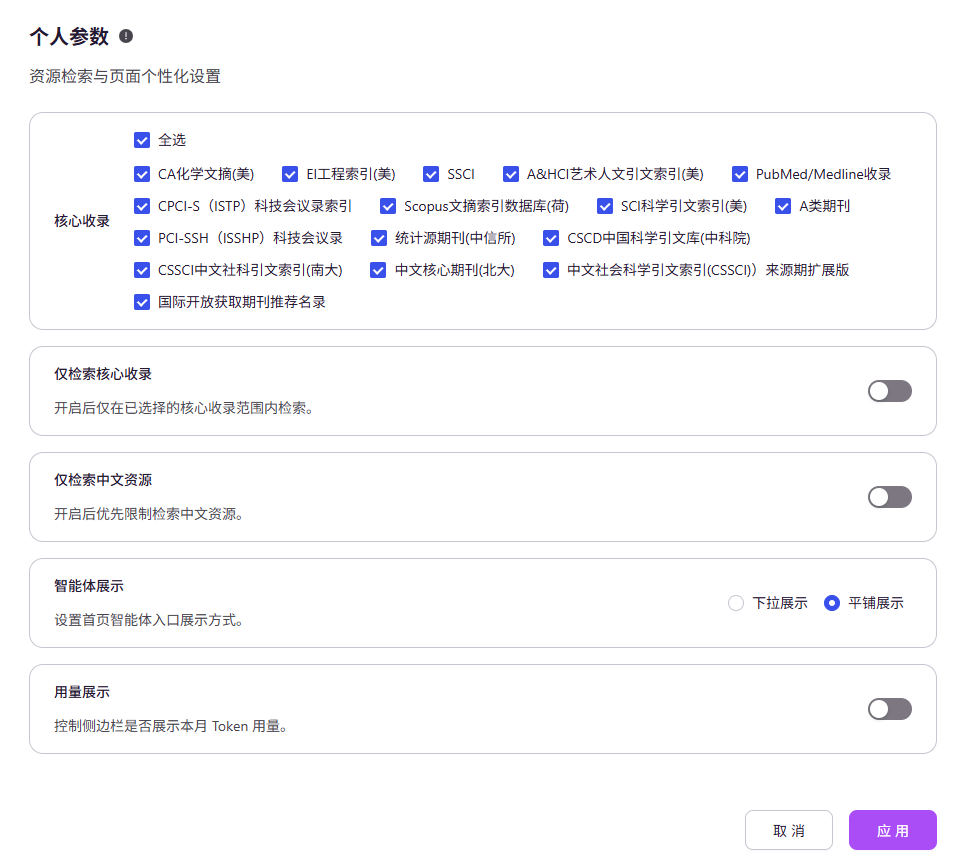 个人参数
资源检索与页面个性化设置
全选
CA化学文摘(美) EI工程索引(美) SSCI A&HCI艺术人文引文索引(美) PubMed/Medline收录
核心收录
CPCI-S（ISTP）科技会议录索引 Scopus文摘索引数据库(荷) SCI科学引文索引(美) A类期刊
PCI-SSH（ISSHP）科技会议录 统计源期刊(中信所) CSCD中国科学引文库(中科院)
CSSCI中文社科引文索引(南大) 中文核心期刊(北大) 中文社会科学引文索引(CSSCI)）来源期扩展版
国际开放获取期刊推荐名录
仅检索核心收录
开启后仅在已选择的核心收录范围内检索。
仅检索中文资源
开启后优先限制检索中文资源。
智能体展示
设置首页智能体入口展示方式。
下拉展示 平铺展示
用量展示
控制侧边栏是否展示本月 Token 用量。
取 消 应 用